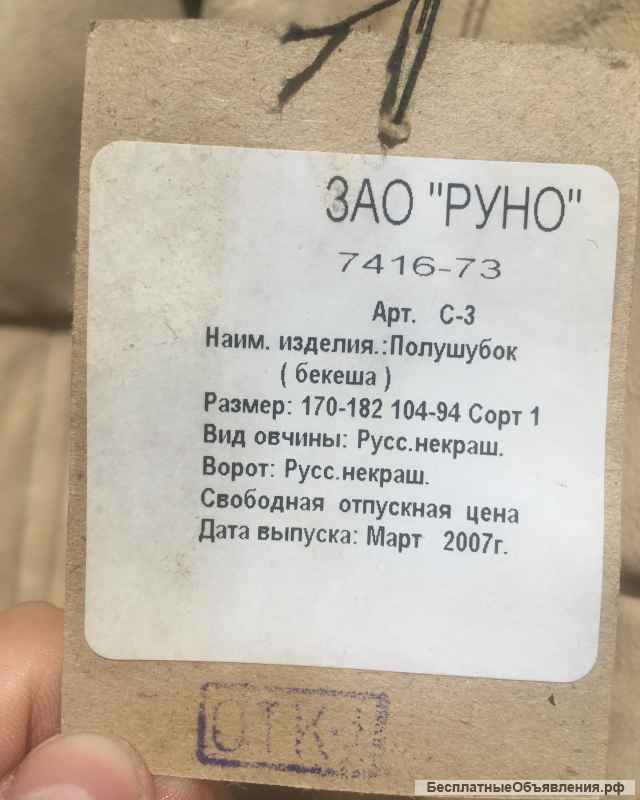 ЗАО "РУНО"
7416-73
Арт. С-3
Наим. изделия.:Полушубок
( бекеша )
Размер: 170-182 104-94 Сорт 1
Вид овчины: Русс.некраш.
Ворот: Русс.некраш.
Свободная отпускная цена
Дата выпуска: Март 2007г.
ОТК
БесплатныеОбъявления.рф